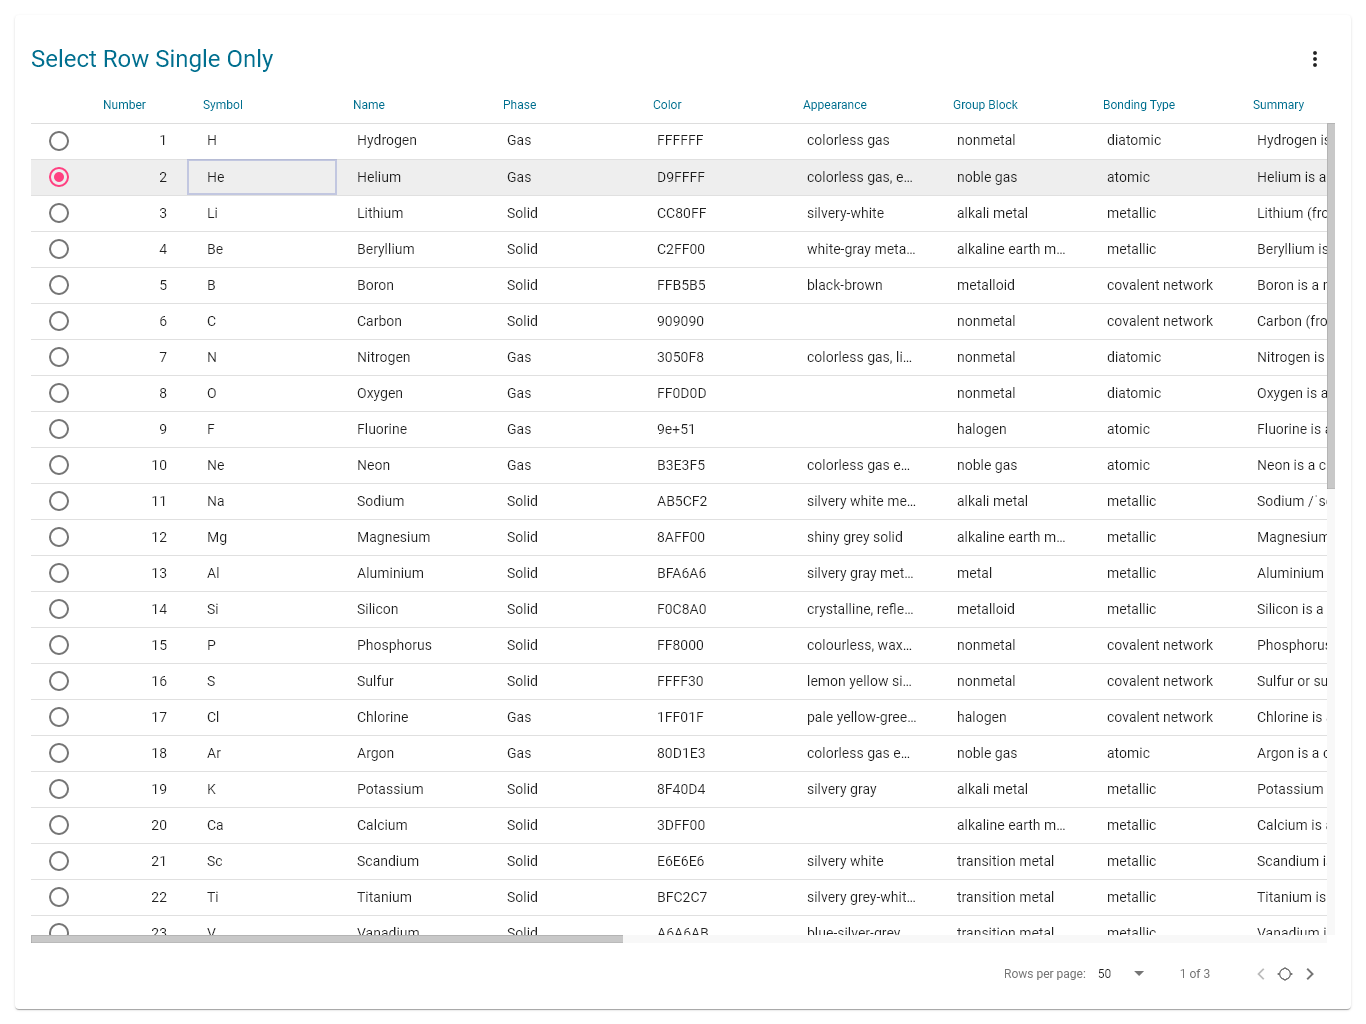 Select Row Single Only
Number Symbol Name Phase Color Appearance Group Block Bonding Type Summary
1 H Hydrogen Gas FFFFFF colorless gas nonmetal diatomic Hydrogen is
2 He Helium Gas D9FFFF colorless gas, e… noble gas atomic Helium is a
3 Li Lithium Solid CC80FF silvery-white alkali metal metallic Lithium (fro
4 Be Beryllium Solid C2FF00 white-gray meta… alkaline earth m… metallic Beryllium is
5 B Boron Solid FFB5B5 black-brown metalloid covalent network Boron is a
6 C Carbon Solid 909090 nonmetal covalent network Carbon (fro
7 N Nitrogen Gas 3050F8 colorless gas, li… nonmetal diatomic Nitrogen is
8 O Oxygen Gas FF0D0D nonmetal diatomic Oxygen is a
9 F Fluorine Gas 9e+51 halogen atomic Fluorine is
10 Ne Neon Gas B3E3F5 colorless gas e… noble gas atomic Neon is a c
11 Na Sodium Solid AB5CF2 silvery white me… alkali metal metallic Sodium /ˈs
12 Mg Magnesium Solid 8AFF00 shiny grey solid alkaline earth m… metallic Magnesium
13 Al Aluminium Solid BFA6A6 silvery gray met… metal metallic Aluminium
14 Si Silicon Solid F0C8A0 crystalline, refle… metalloid metallic Silicon is a
15 P Phosphorus Solid FF8000 colourless, wax… nonmetal covalent network Phosphorus
16 S Sulfur Solid FFFF30 lemon yellow si… nonmetal covalent network Sulfur or su
17 Cl Chlorine Gas 1FF01F pale yellow-gree… halogen covalent network Chlorine is
18 Ar Argon Gas 80D1E3 colorless gas e… noble gas atomic Argon is a c
19 K Potassium Solid 8F40D4 silvery gray alkali metal metallic Potassium
20 Ca Calcium Solid 3DFF00 alkaline earth m… metallic Calcium is
21 Sc Scandium Solid E6E6E6 silvery white transition metal metallic Scandium i
22 Ti Titanium Solid BFC2C7 silvery grey-whit… transition metal metallic Titanium is
23 V Vanadium Solid A6A6AB blue-silver-grey transition metal metallic Vanadium i
Rows per page: 50 1 of 3